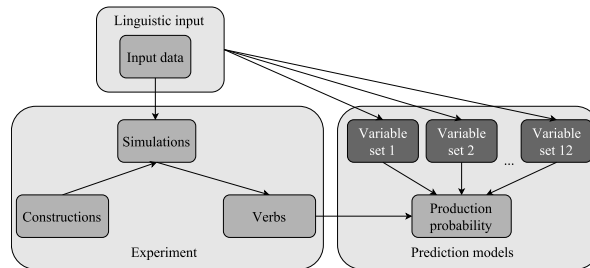 Linguistic input
Input data
Simulations
Constructions
Verbs
Experiment
Variable
set 1
Variable
set 2
...
Variable
set 12
Production
probability
Prediction models